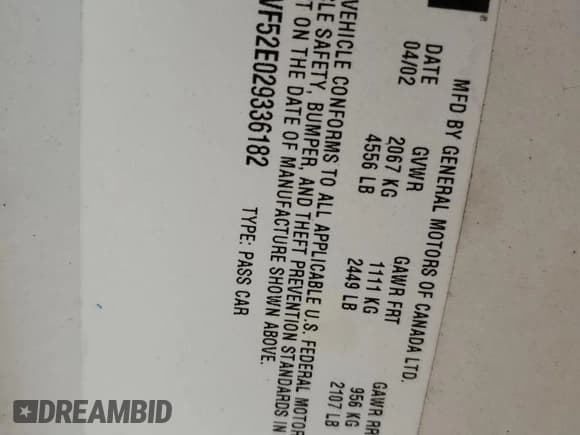 MFD BY GENERAL MOTORS OF CANADA LTD.
DATE GVWR GAWR FRT GAWR RR
04/02 2067 KG 1111 KG 956 KG
4556 LB 2449 LB 2107 LB
VEHICLE CONFORMS TO ALL APPLICABLE U.S. FEDERAL MOTOR
CLE SAFETY, BUMPER, AND THEFT PREVENTION STANDARDS IN
CT ON THE DATE OF MANUFACTURE SHOWN ABOVE.
VF52E029336182 TYPE: PASS CAR
DREAMBID